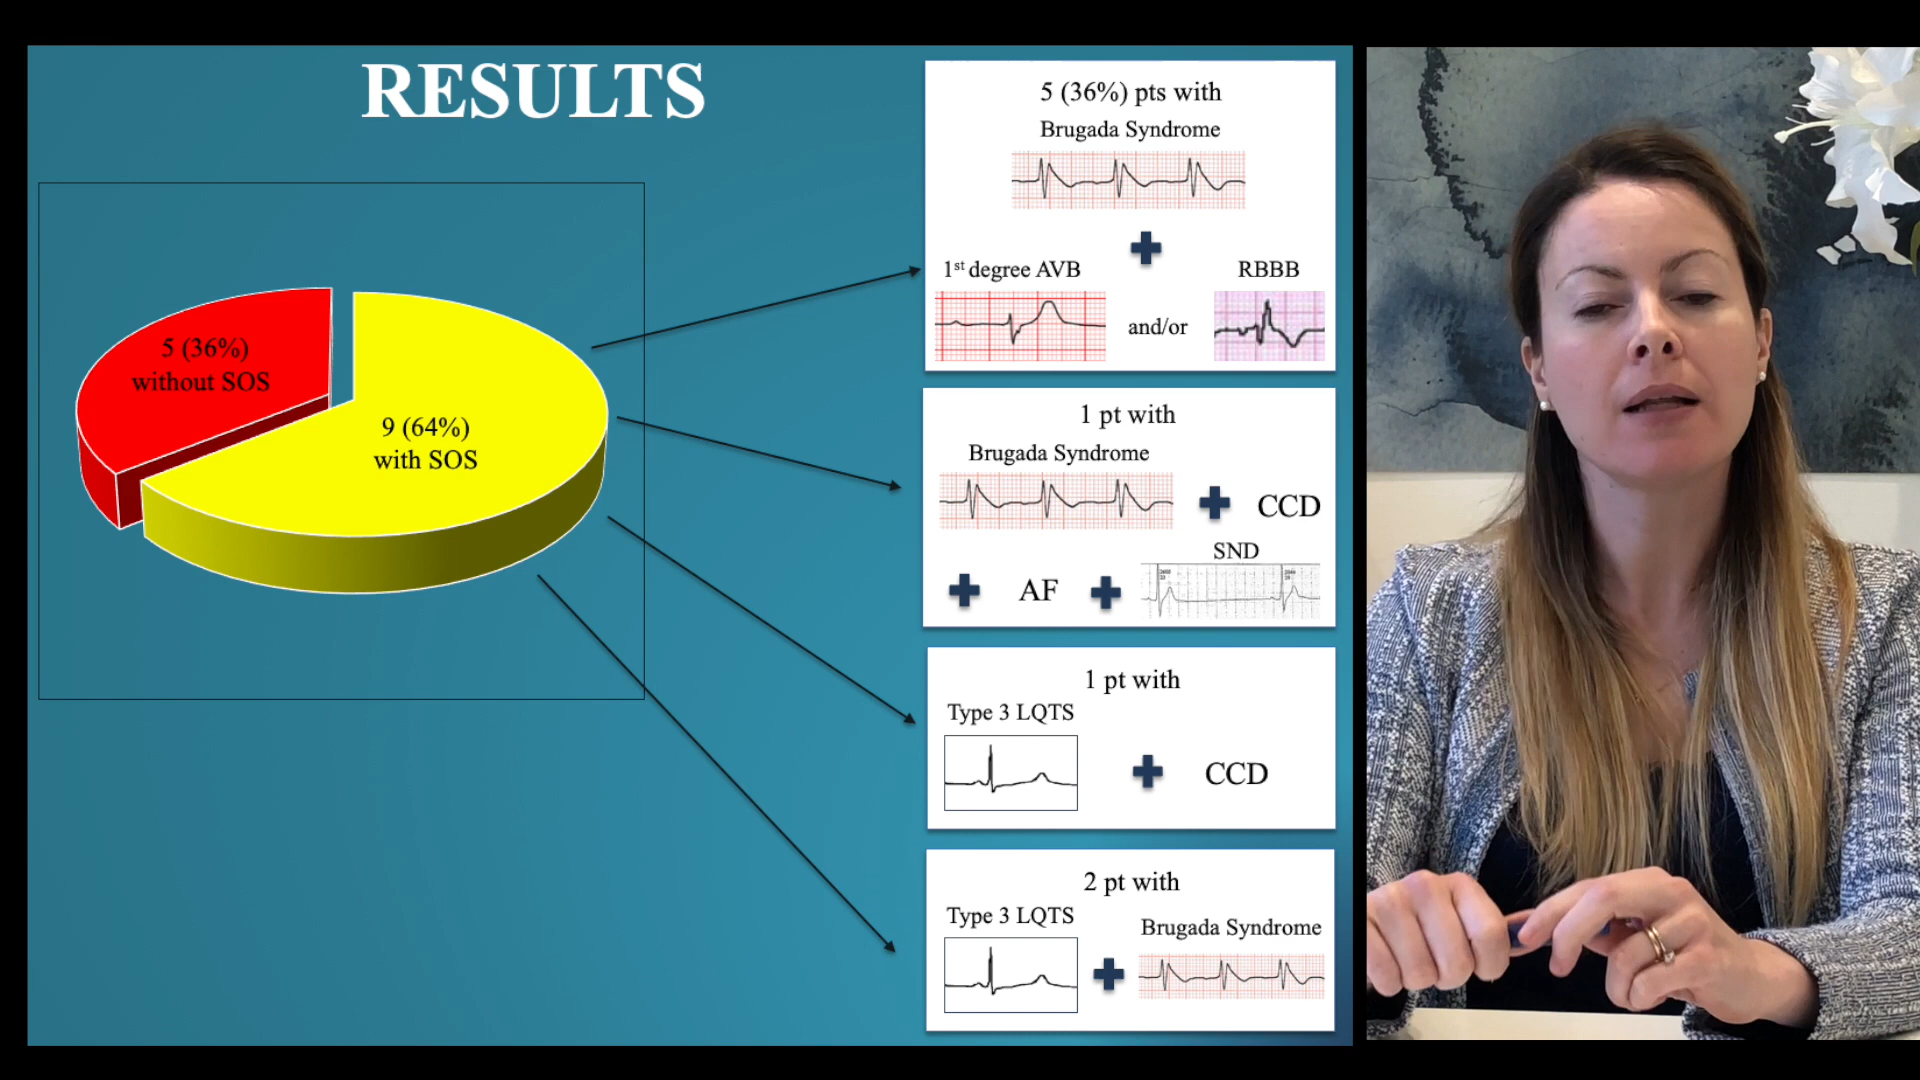 RESULTS
5 (36%)
without SOS
9 (64%)
with SOS
5 (36%) pts with
Brugada Syndrome
1st degree AVB
and/or
RBBB
1 pt with
Brugada Syndrome
CCD
AF
SND
1 pt with
Type 3 LQTS
CCD
2 pt with
Type 3 LQTS
Brugada Syndrome